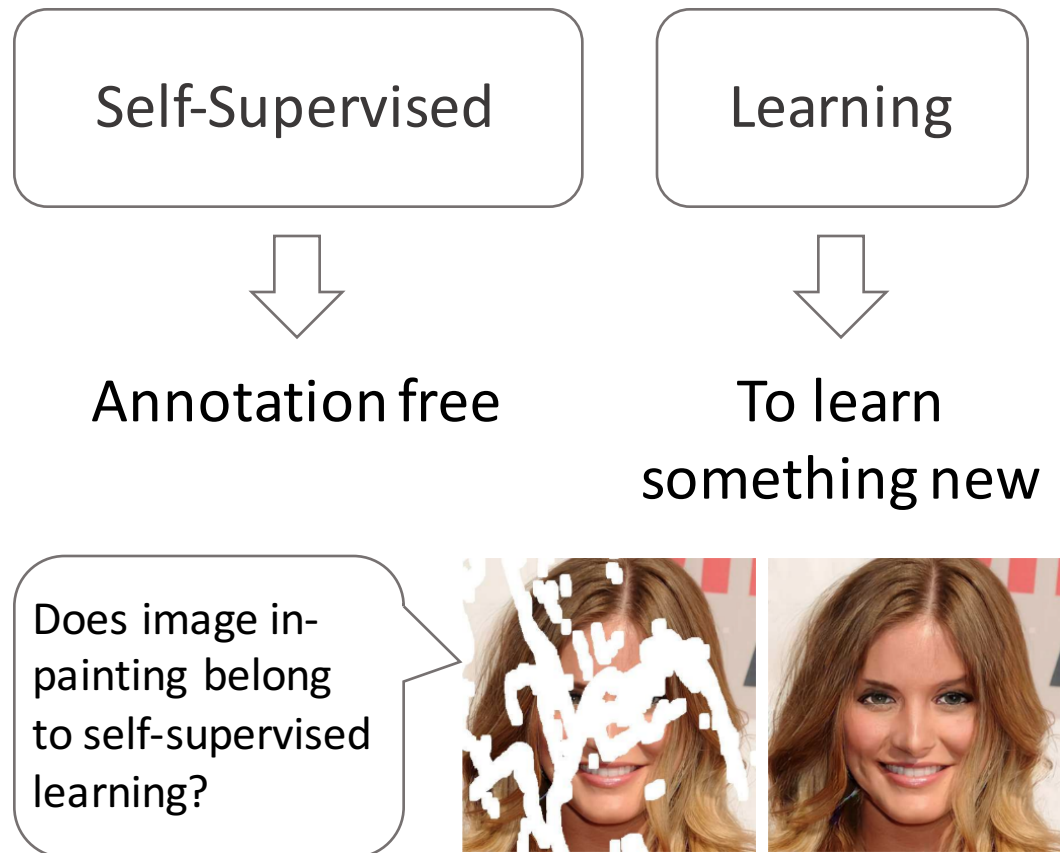 Self-Supervised
Learning
Annotation free
To learn
something new
Does image in-
painting belong
to self-supervised
learning?